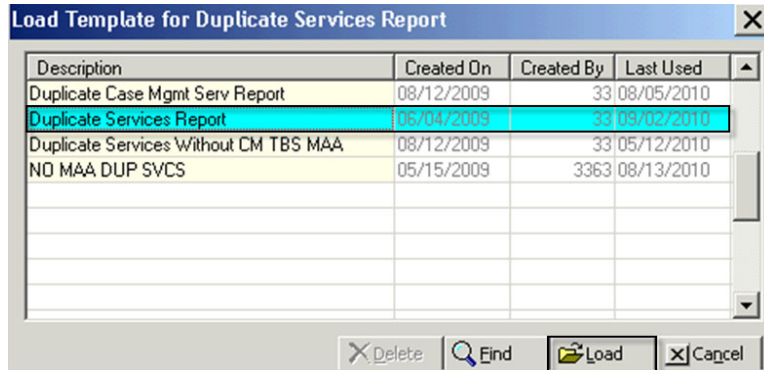 Load Template for Duplicate Services Report
Description Created On Created By Last Used
Duplicate Case Mgmt Serv Report 08/12/2009 33 08/05/2010
Duplicate Services Report 06/04/2009 33 09/02/2010
Duplicate Services Without CM TBS MAA 08/12/2009 33 05/12/2010
NO MAA DUP SVCS 05/15/2009 3363 08/13/2010
Delete Find Load Cancel